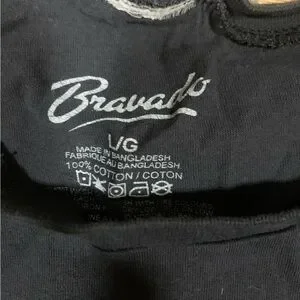 Bravado
L/G
MADE IN BANGLADESH
FABRIQUE AU BANGLADESH
100% COTTON / COTON